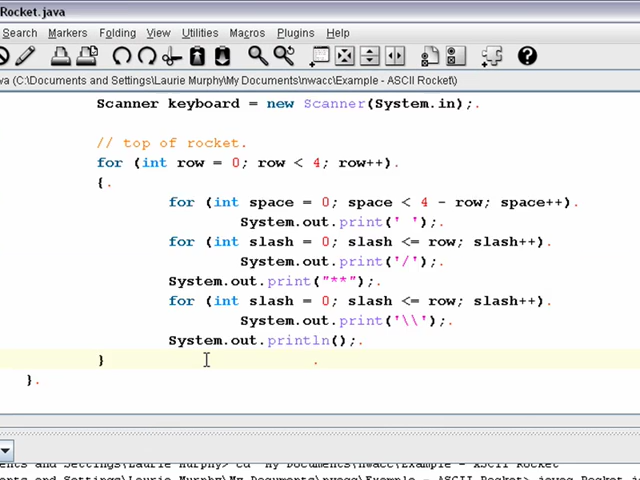 Rocket.java
Search Markers Folding View Utilities Macros Plugins Help
va (C:\Documents and Settings\Laurie Murphy\My Documents\nwacc\Example - ASCII Rocket\)
Scanner keyboard = new Scanner(System.in);.
// top of rocket.
for (int row = 0; row < 4; row++).
{.
for (int space = 0; space < 4 - row; space++).
System.out.print(' ');.
for (int slash = 0; slash <= row; slash++).
System.out.print('/');.
System.out.print("**");.
for (int slash = 0; slash <= row; slash++).
System.out.print('\\');.
System.out.println();.
} .
}.